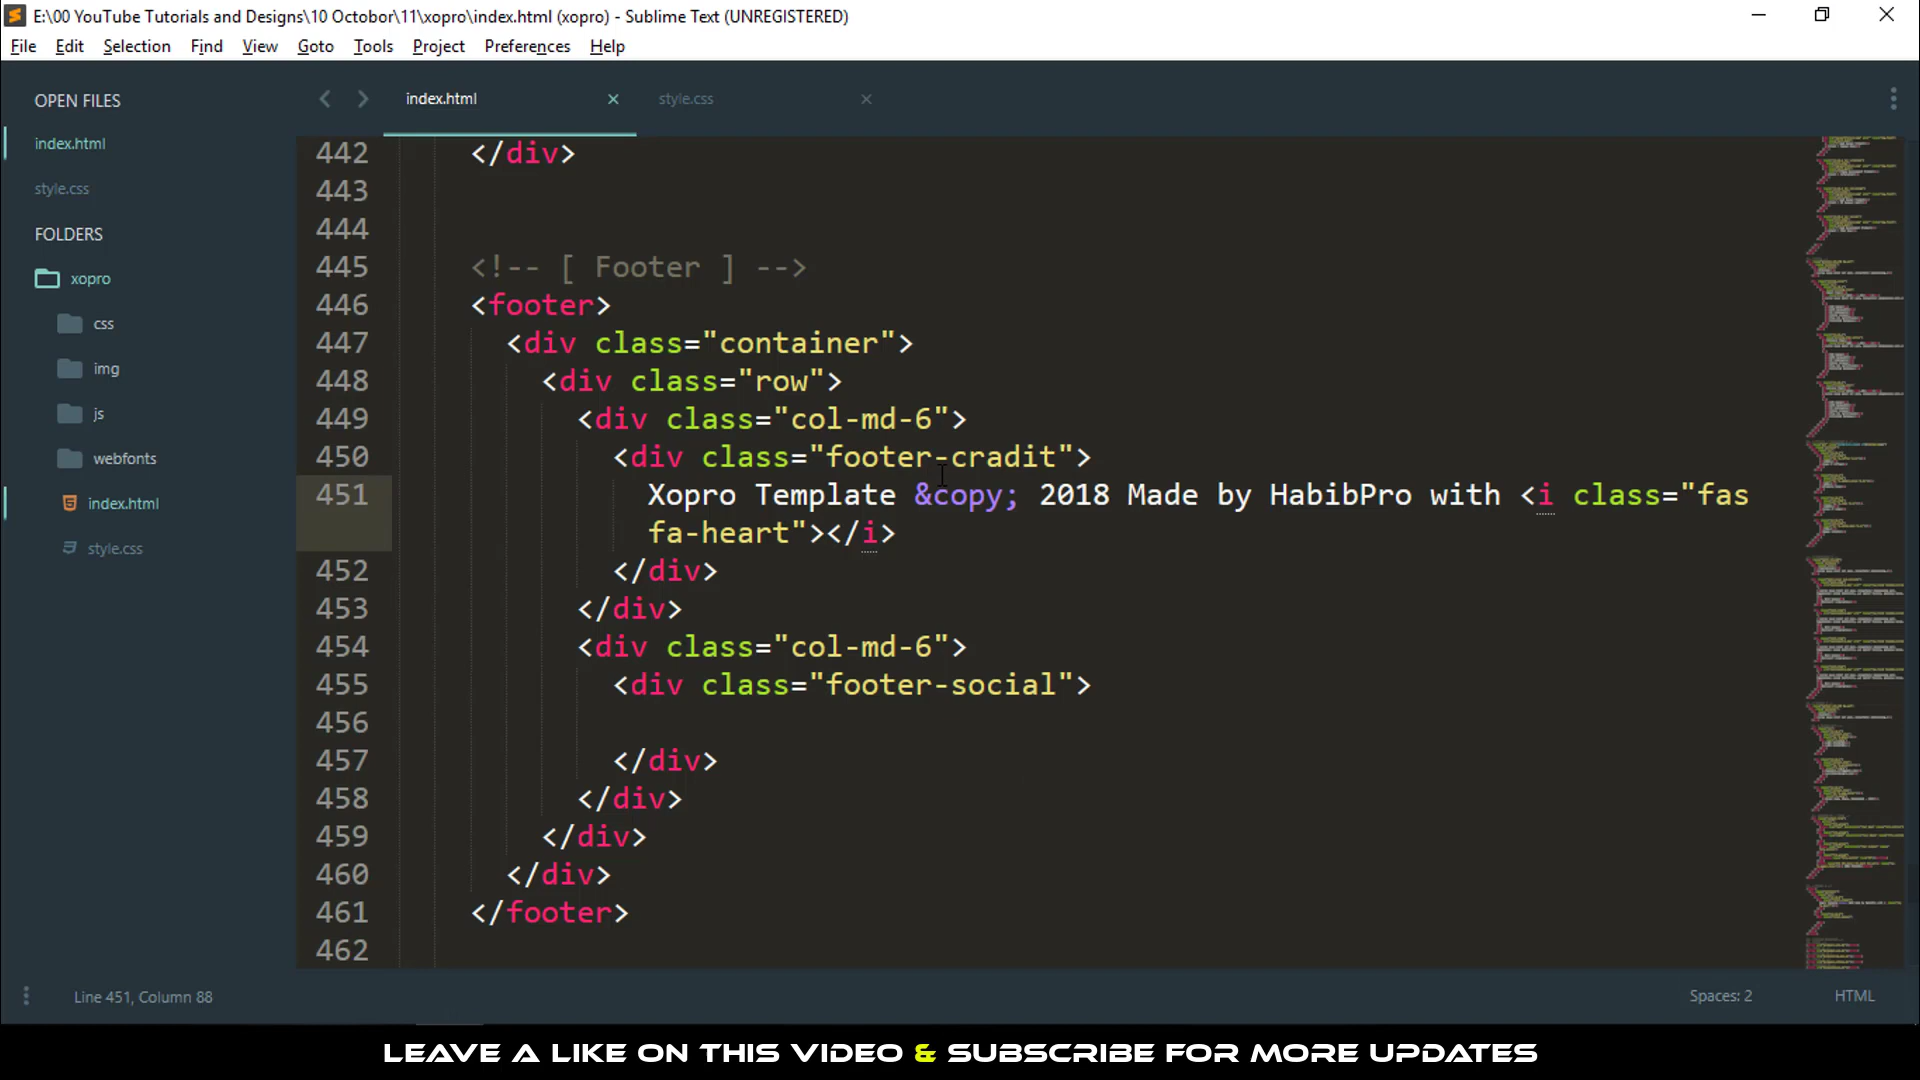 E:\00 YouTube Tutorials and Designs\10 Octobor\11\xopro\index.html (xopro) - Sublime Text (UNREGISTERED)
File Edit Selection Find View Goto Tools Project Preferences Help
OPEN FILES
index.html
style.css
FOLDERS
xopro
css
img
js
webfonts
index.html
style.css
index.html style.css
442 </div>
443
444
445 <!-- [ Footer ] -->
446 <footer>
447 <div class="container">
448 <div class="row">
449 <div class="col-md-6">
450 <div class="footer-cradit">
451 Xopro Template &copy; 2018 Made by HabibPro with <i class="fas
fa-heart"></i>
452 </div>
453 </div>
454 <div class="col-md-6">
455 <div class="footer-social">
456
457 </div>
458 </div>
459 </div>
460 </div>
461 </footer>
462
Line 451, Column 88 Spaces: 2 HTML
LEAVE A LIKE ON THIS VIDEO & SUBSCRIBE FOR MORE UPDATES